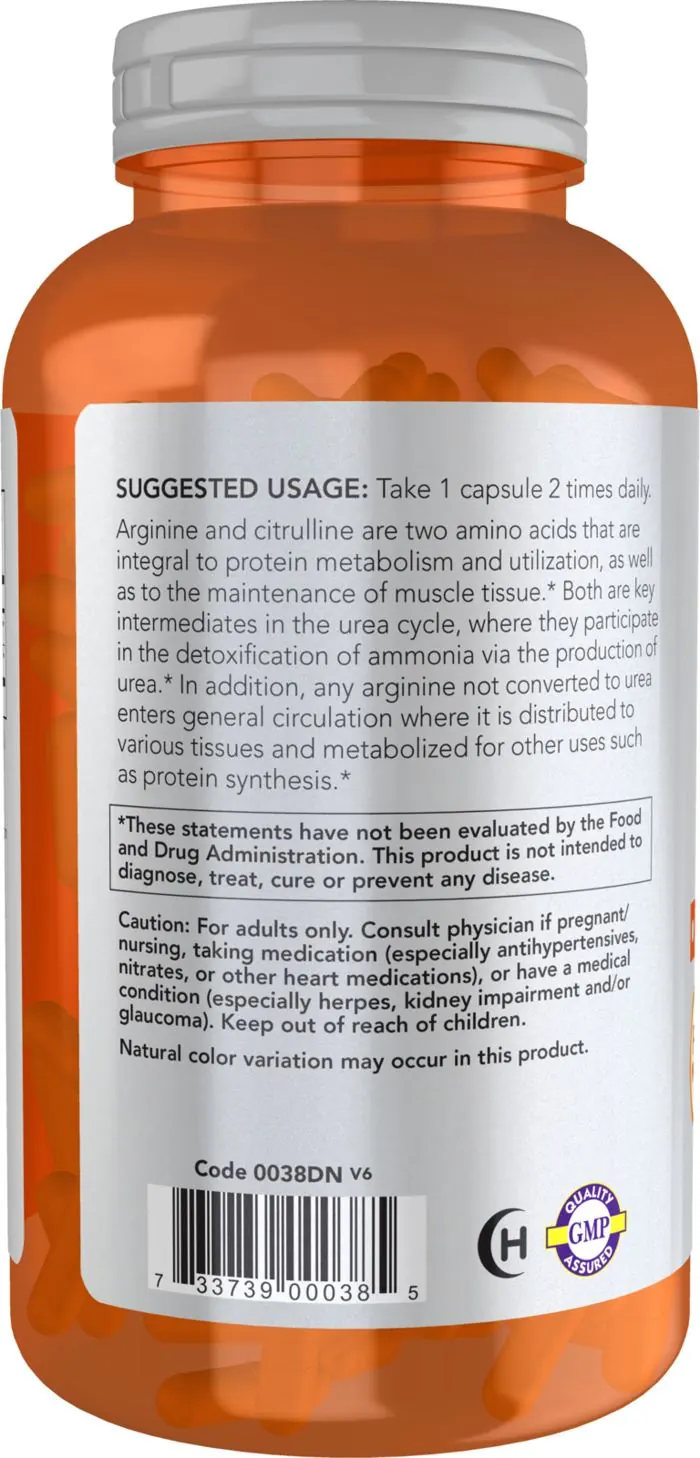 SUGGESTED USAGE: Take 1 capsule 2 times daily.
Arginine and citrulline are two amino acids that are
integral to protein metabolism and utilization, as well
as to the maintenance of muscle tissue.* Both are key
intermediates in the urea cycle, where they participate
in the detoxification of ammonia via the production of
urea.* In addition, any arginine not converted to urea
enters general circulation where it is distributed to
various tissues and metabolized for other uses such
as protein synthesis.*
*These statements have not been evaluated by the Food
and Drug Administration. This product is not intended to
diagnose, treat, cure or prevent any disease.
Caution: For adults only. Consult physician if pregnant/
nursing, taking medication (especially antihypertensives,
nitrates, or other heart medications), or have a medical
condition (especially herpes, kidney impairment and/or
glaucoma). Keep out of reach of children.
Natural color variation may occur in this product.
Code 0038DN V6
7 33739 00038 5
H
QUALITY
GMP
ASSURED